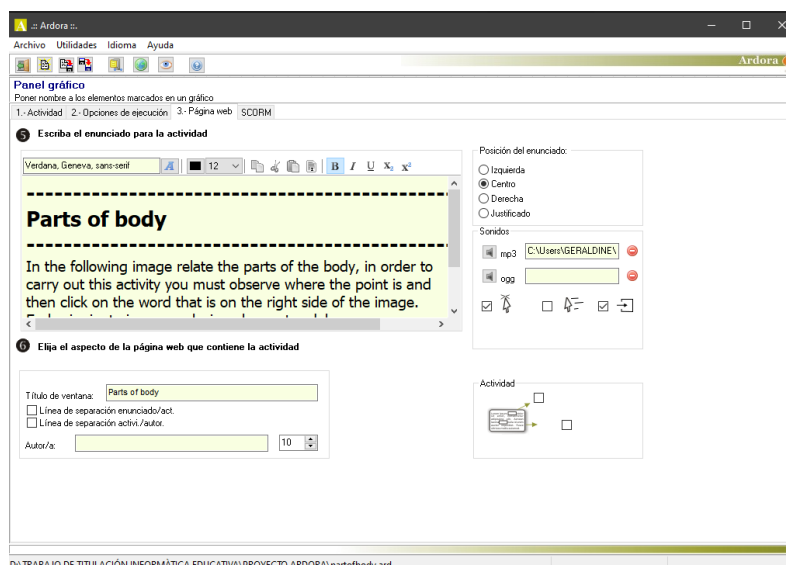 .:: Ardora ::.
Archivo Utilidades Idioma Ayuda
Ardora
Panel gráfico
Poner nombre a los elementos marcados en un gráfico
1.- Actividad 2.- Opciones de ejecución 3.- Página web SCORM
5 Escriba el enunciado para la actividad
Verdana, Geneva, sans-serif A 12 B I U X₂ X²
Parts of body
In the following image relate the parts of the body, in order to
carry out this activity you must observe where the point is and
then click on the word that is on the right side of the image.
Posición del enunciado:
Izquierda
Centro
Derecha
Justificado
Sonidos
mp3 C:\Users\GERALDINE\
ogg
6 Elija el aspecto de la página web que contiene la actividad
Título de ventana: Parts of body
Línea de separación enunciado/act.
Línea de separación activi./autor.
Autor/a: 10
Actividad
D:\TRABAJO DE TITULACIÓN INFORMÀTICA EDUCATIVA\PROYECTO ARDORA\partofbody.ard